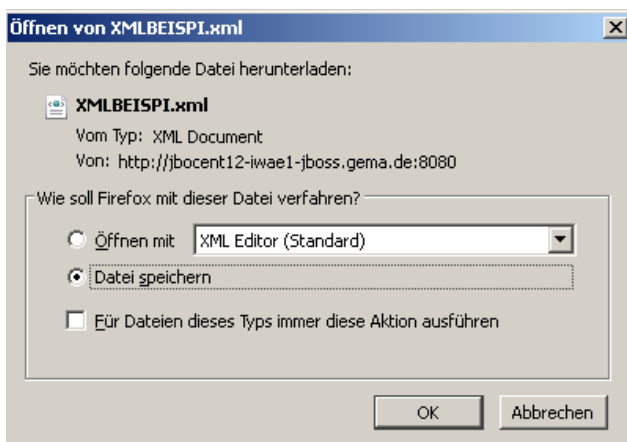 Öffnen von XMLBEISPI.xml
Sie möchten folgende Datei herunterladen:
XMLBEISPI.xml
Vom Typ: XML Document
Von: http://jbocent12-iwae1-jboss.gema.de:8080
Wie soll Firefox mit dieser Datei verfahren?
Öffnen mit XML Editor (Standard)
Datei speichern
Für Dateien dieses Typs immer diese Aktion ausführen
OK Abbrechen